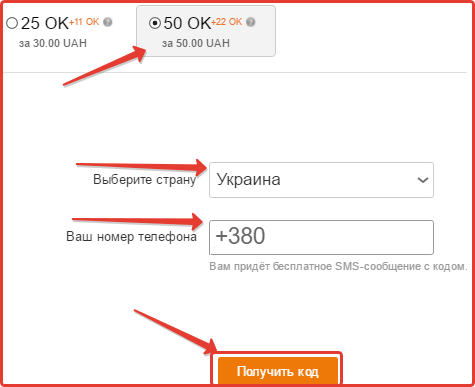 25 OK +11 OK ?
50 OK +22 OK ?
за 30.00 UAH
за 50.00 UAH
Выберите страну
Украина
Ваш номер телефона
+380
Вам придёт бесплатное SMS-сообщение с кодом.
Получить код